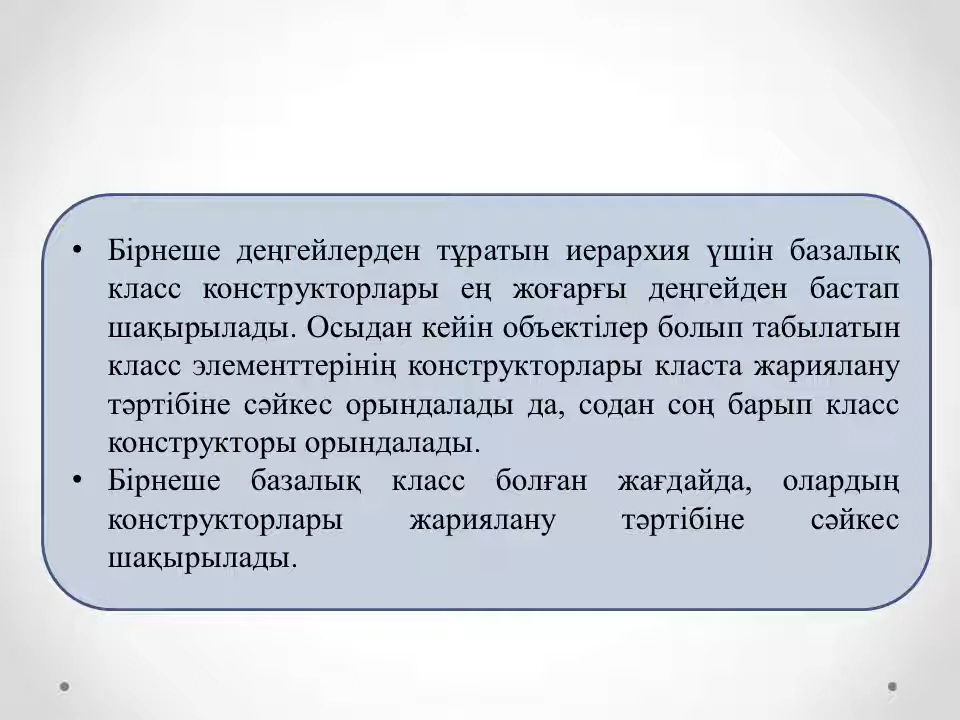 • Бірнеше деңгейлерден тұратын иерархия үшін базалық
класс конструкторлары ең жоғарғы деңгейден бастап
шақырылады. Осыдан кейін объектілер болып табылатын
класс элементтерінің конструкторлары класта жариялану
тәртібіне сәйкес орындалады да, содан соң барып класс
конструкторы орындалады.
• Бірнеше базалық класс болған жағдайда, олардың
конструкторлары жариялану тәртібіне сәйкес
шақырылады.